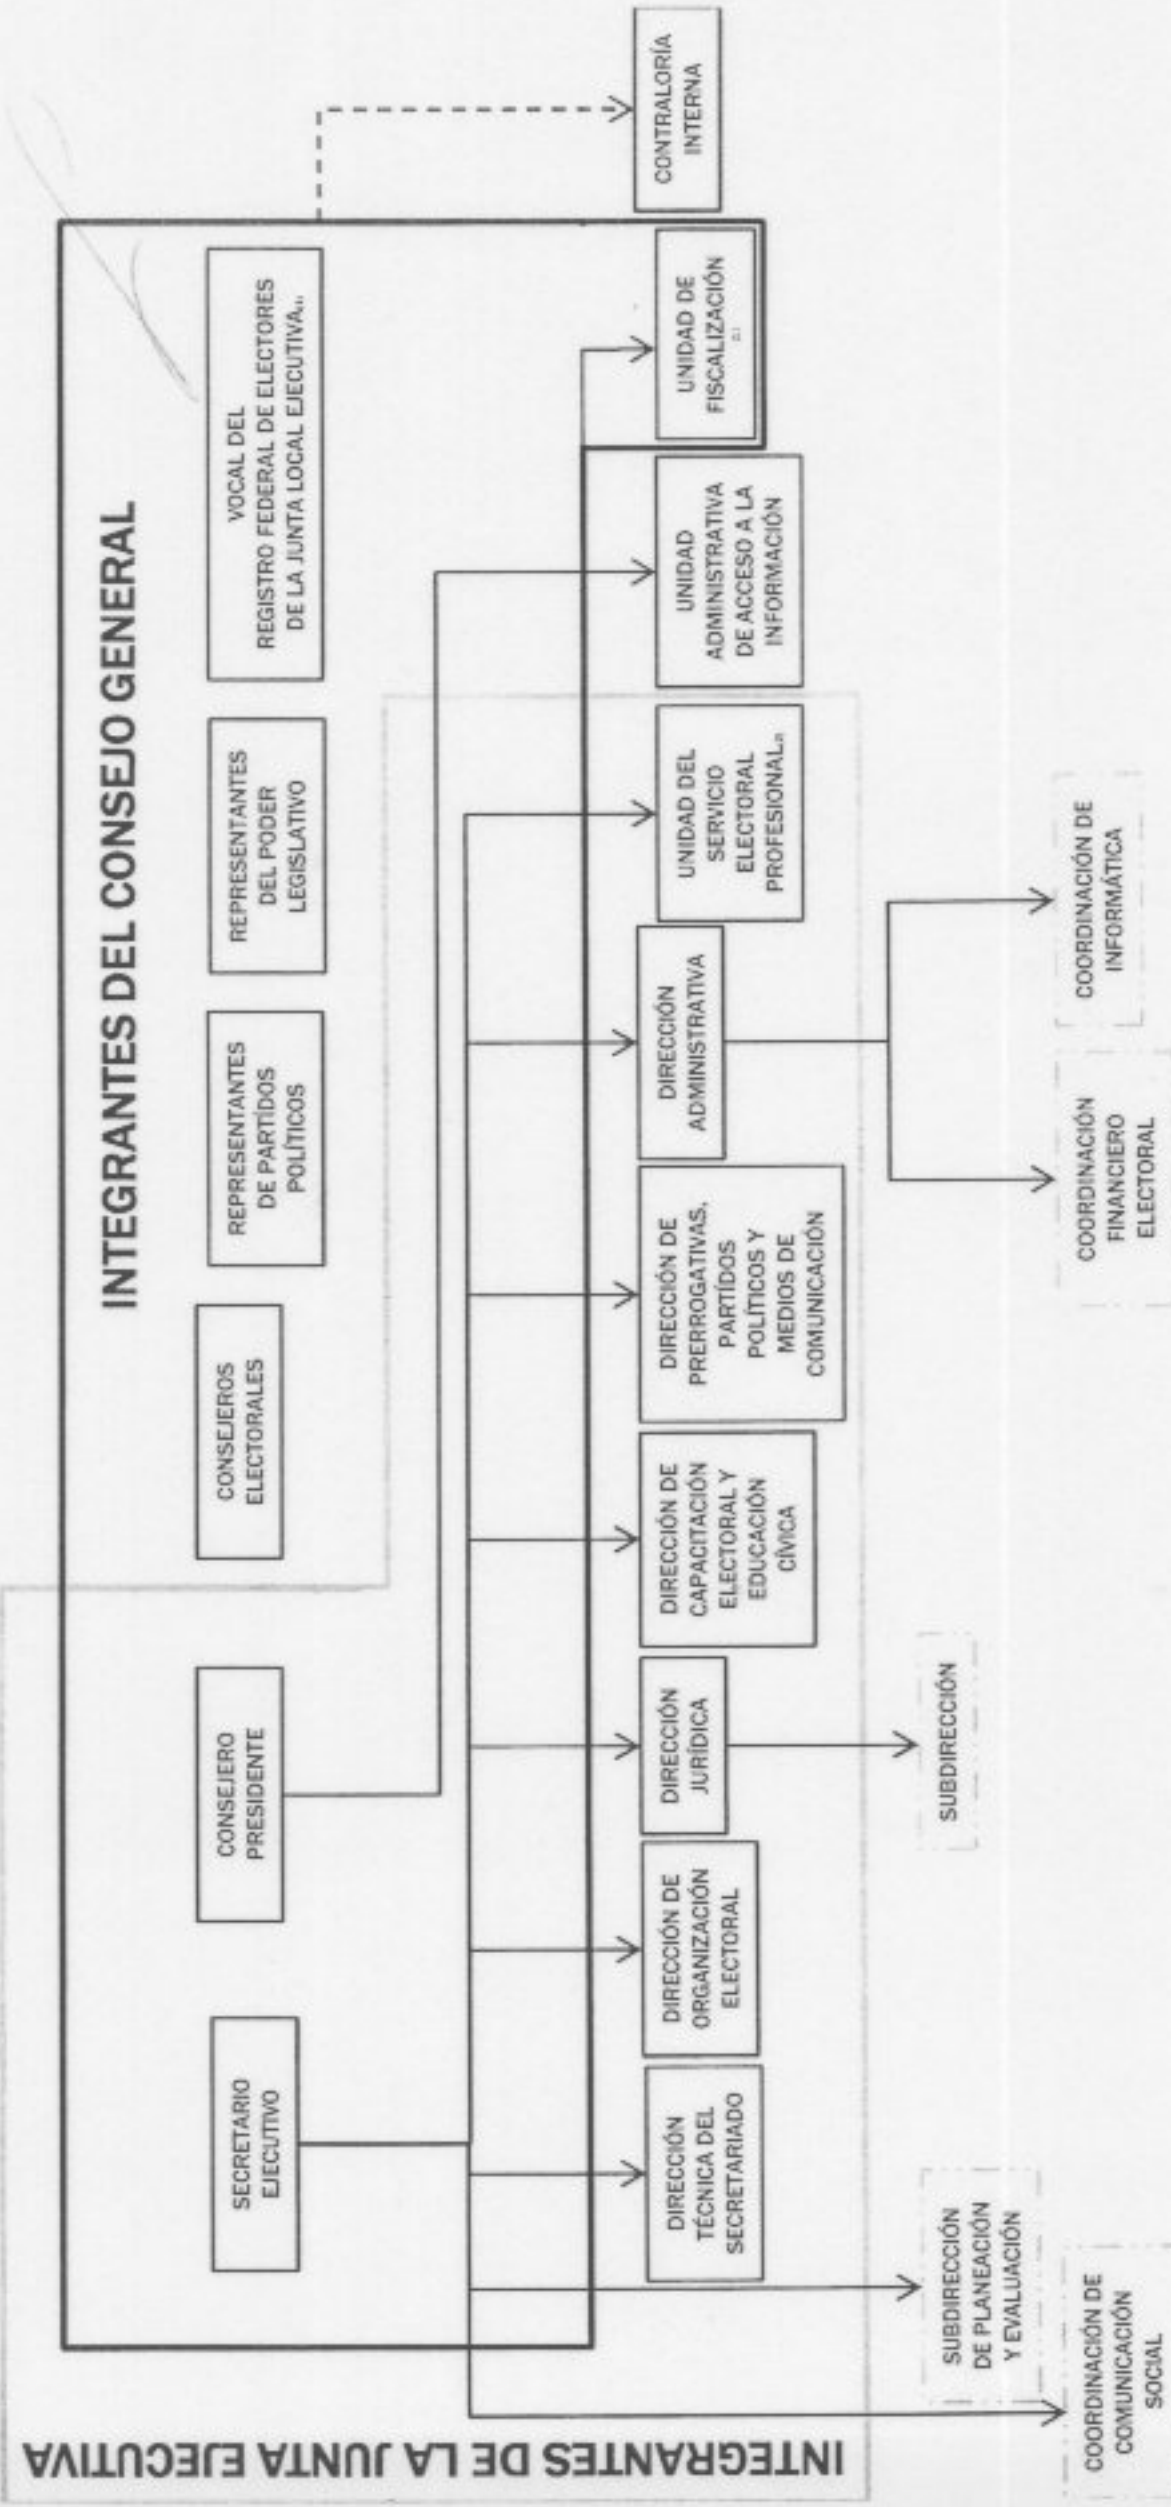 INTEGRANTES DEL CONSEJO GENERAL
INTEGRANTES DE LA JUNTA EJECUTIVA
SECRETARIO
EJECUTIVO
CONSEJERO
PRESIDENTE
CONSEJEROS
ELECTORALES
REPRESENTANTES
DE PARTÍDOS
POLÍTICOS
REPRESENTANTES
DEL PODER
LEGISLATIVO
VOCAL DEL
REGISTRO FEDERAL DE ELECTORES
DE LA JUNTA LOCAL EJECUTIVA
CONTRALORÍA
INTERNA
DIRECCIÓN
TÉCNICA DEL
SECRETARIADO
DIRECCIÓN DE
ORGANIZACIÓN
ELECTORAL
DIRECCIÓN
JURÍDICA
DIRECCIÓN DE
CAPACITACIÓN
ELECTORAL Y
EDUCACIÓN
CÍVICA
DIRECCIÓN DE
PRERROGATIVAS,
PARTÍDOS
POLÍTICOS Y
MEDIOS DE
COMUNICACIÓN
DIRECCIÓN
ADMINISTRATIVA
UNIDAD DEL
SERVICIO
ELECTORAL
PROFESIONAL
UNIDAD
ADMINISTRATIVA
DE ACCESO A LA
INFORMACIÓN
UNIDAD DE
FISCALIZACIÓN
SUBDIRECCIÓN
DE PLANEACIÓN
Y EVALUACIÓN
SUBDIRECCIÓN
COORDINACIÓN DE
COMUNICACIÓN
SOCIAL
COORDINACIÓN
FINANCIERO
ELECTORAL
COORDINACIÓN DE
INFORMÁTICA